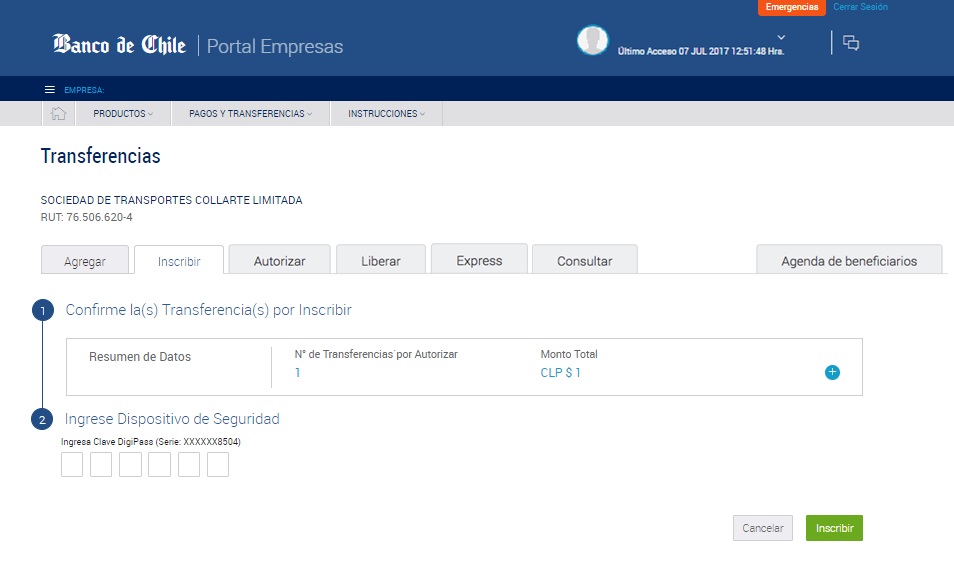 Emergencias Cerrar Sesión
Banco de Chile Portal Empresas
Último Acceso 07 JUL 2017 12:51:48 Hrs.
EMPRESA:
PRODUCTOS PAGOS Y TRANSFERENCIAS INSTRUCCIONES
Transferencias
SOCIEDAD DE TRANSPORTES COLLARTE LIMITADA
RUT: 76.506.620-4
Agregar Inscribir Autorizar Liberar Express Consultar Agenda de beneficiarios
1 Confirme la(s) Transferencia(s) por Inscribir
Resumen de Datos N° de Transferencias por Autorizar Monto Total
1 CLP $ 1
2 Ingrese Dispositivo de Seguridad
Ingresa Clave DigiPass (Serie: XXXXXX8504)
Cancelar Inscribir